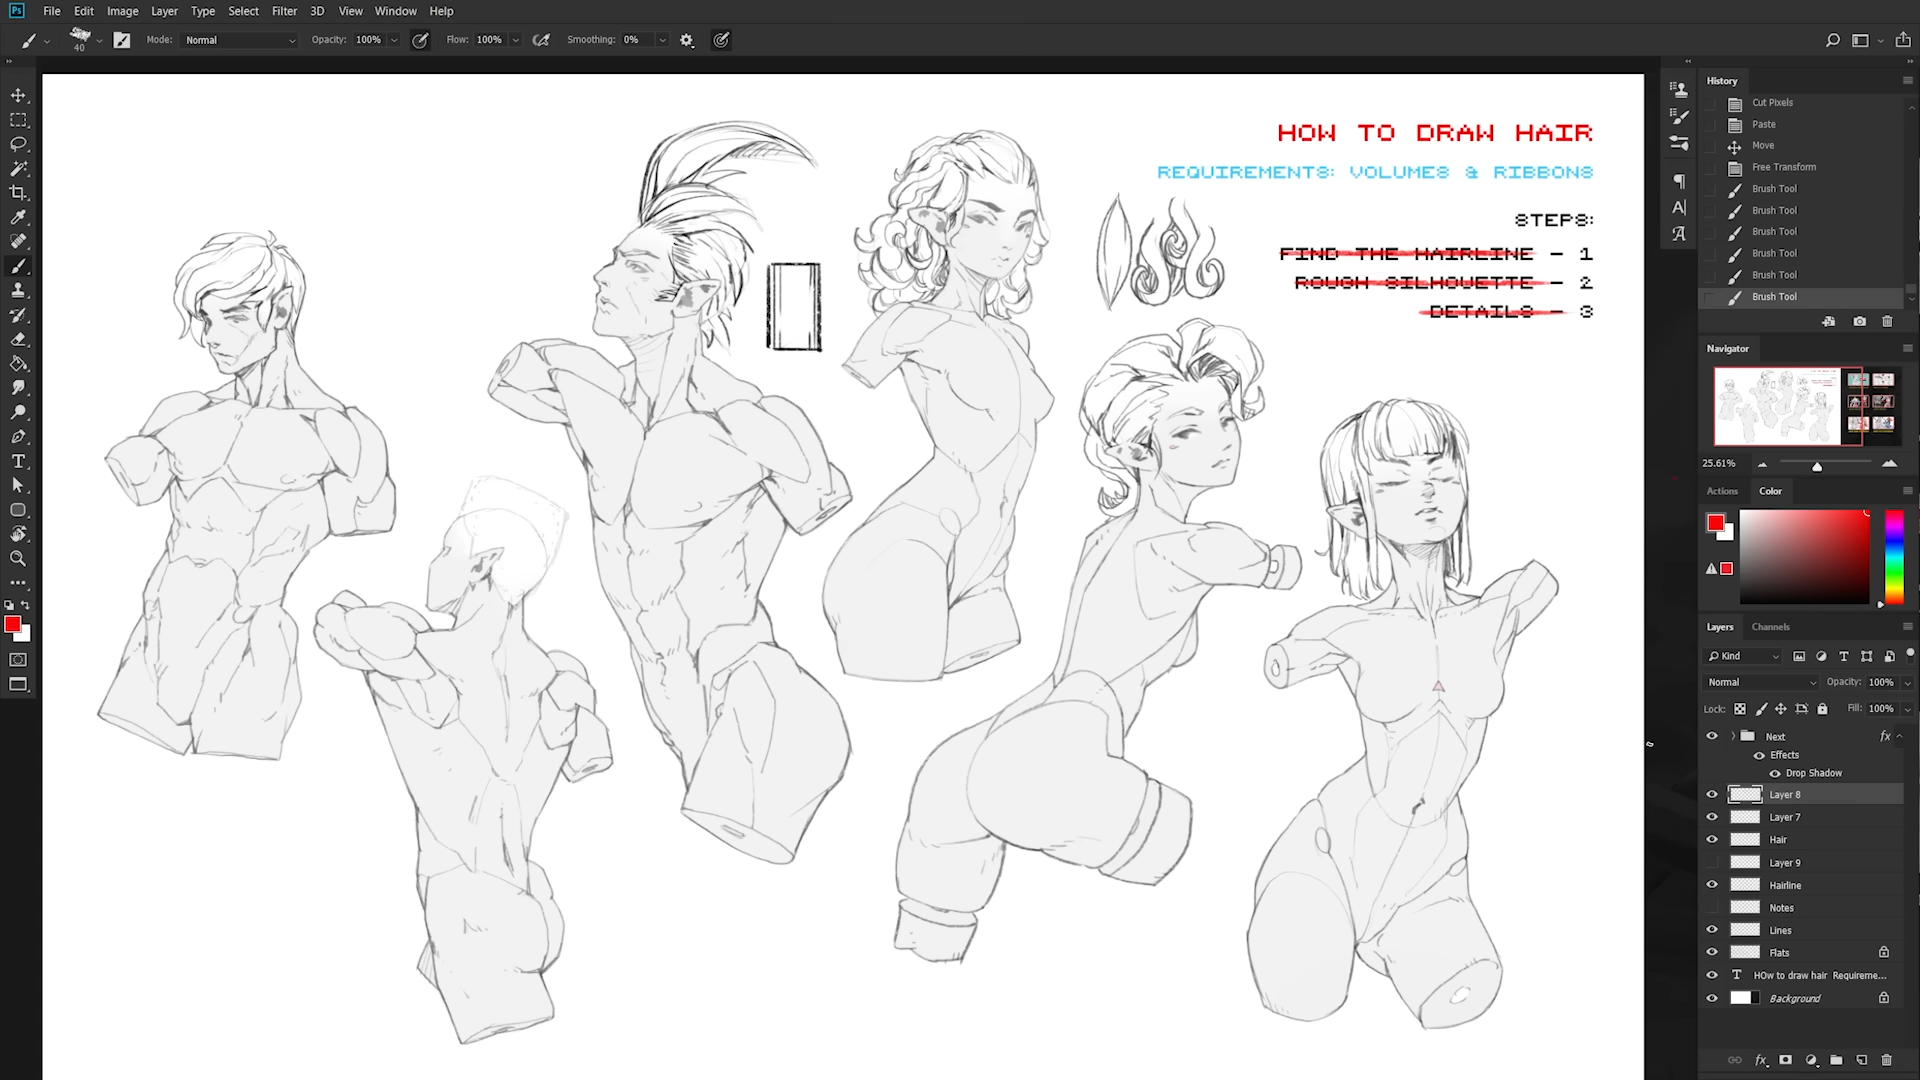 Ps File Edit Image Layer Type Select Filter 3D View Window Help
40 Mode: Normal Opacity: 100% Flow: 100% Smoothing: 0%
HOW TO DRAW HAIR
REQUIREMENTS: VOLUMES & RIBBONS
STEPS:
FIND THE HAIRLINE - 1
ROUGH SILHOUETTE - 2
DETAILS - 3
History
Cut Pixels
Paste
Move
Free Transform
Brush Tool
Brush Tool
Brush Tool
Brush Tool
Brush Tool
Brush Tool
Navigator
25.61%
Actions Color
Layers Channels
Kind
Normal Opacity: 100%
Lock: Fill: 100%
Next fx
Effects
Drop Shadow
Layer 8
Layer 7
Hair
Layer 9
Hairline
Notes
Lines
Flats
HOw to draw hair Requireme...
Background
fx